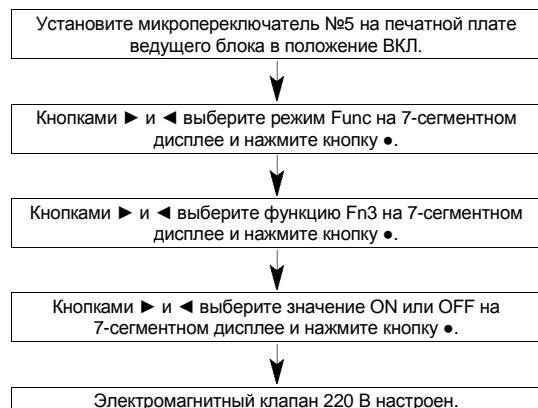 Установите микропереключатель №5 на печатной плате
ведущего блока в положение ВКЛ.
Кнопками ► и ◄ выберите режим Func на 7-сегментном
дисплее и нажмите кнопку ●.
Кнопками ► и ◄ выберите функцию Fn3 на 7-сегментном
дисплее и нажмите кнопку ●.
Кнопками ► и ◄ выберите значение ON или OFF на
7-сегментном дисплее и нажмите кнопку ●.
Электромагнитный клапан 220 В настроен.